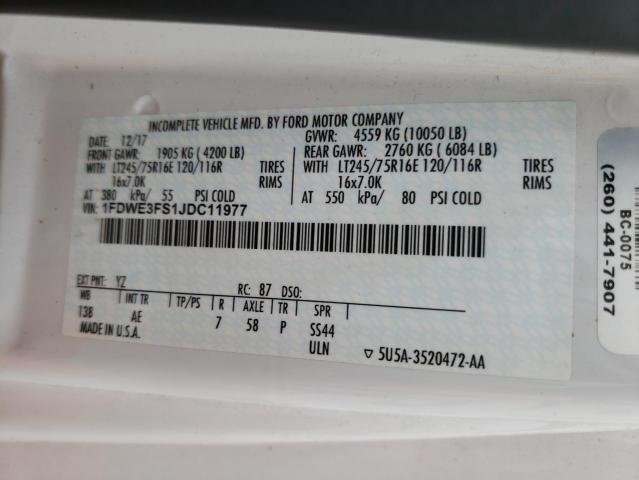 INCOMPLETE VEHICLE MFD. BY FORD MOTOR COMPANY
DATE: 12/17 GVWR: 4559 KG (10050 LB)
FRONT GAWR: 1905 KG (4200 LB) REAR GAWR: 2760 KG (6084 LB)
WITH LT245/75R16E 120/116R TIRES WITH LT245/75R16E 120/116R TIRES
16x7.0K RIMS 16x7.0K RIMS
AT 380 kPa/ 55 PSI COLD AT 550 kPa/ 80 PSI COLD
VIN: 1FDWE3FS1JDC11977
EXT PNT: YZ RC: 87 DSO:
WB INT TR TP/PS R AXLE TR SPR
138 AE 7 58 P SS44
MADE IN U.S.A. ULN ▽ 5U5A-3520472-AA
BC-0075
(260) 441-7907